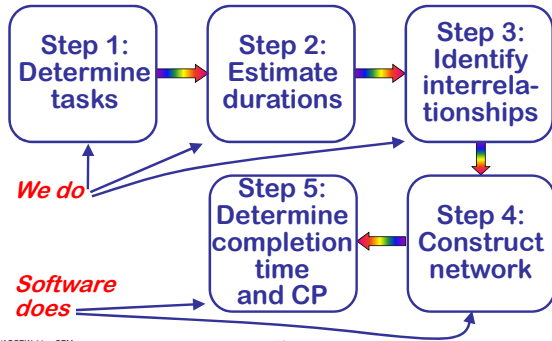 Step 1:
Determine
tasks
Step 2:
Estimate
durations
Step 3:
Identify
interrela-
tionships
We do
Step 5:
Determine
completion
time
and CP
Step 4:
Construct
network
Software
does